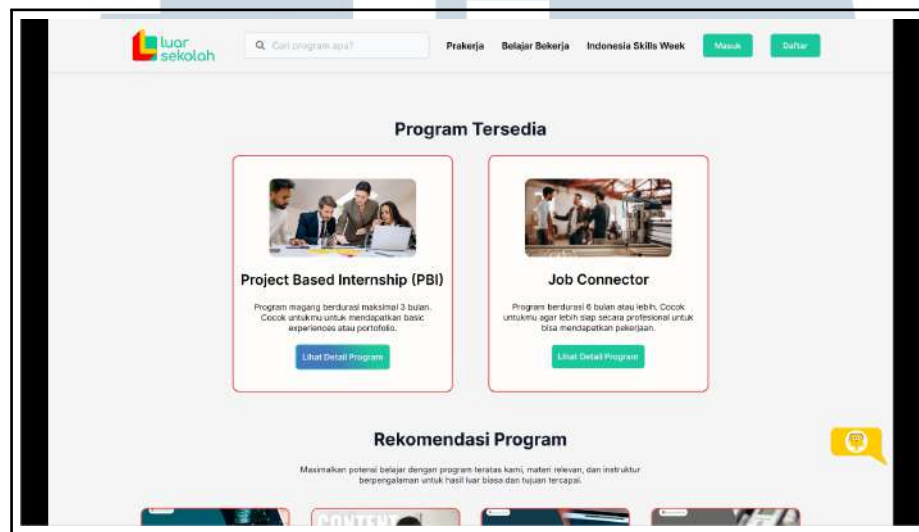 luar
sekolah
Cari program apa?
Prakerja
Belajar Bekerja
Indonesia Skills Week
Masuk
Daftar
Program Tersedia
Project Based Internship (PBI)
Program magang berdurasi maksimal 3 bulan.
Cocok untukmu untuk mendapatkan basic
experiences atau portofolio.
Lihat Detail Program
Job Connector
Program berdurasi 6 bulan atau lebih. Cocok
untukmu agar lebih siap secara profesional untuk
bisa mendapatkan pekerjaan.
Lihat Detail Program
Rekomendasi Program
Maximalkan potensi belajar dengan program teratas kami, materi relevan, dan instruktur
berpengalaman untuk hasil luar biasa dan tujuan tercapai.
CONTENT